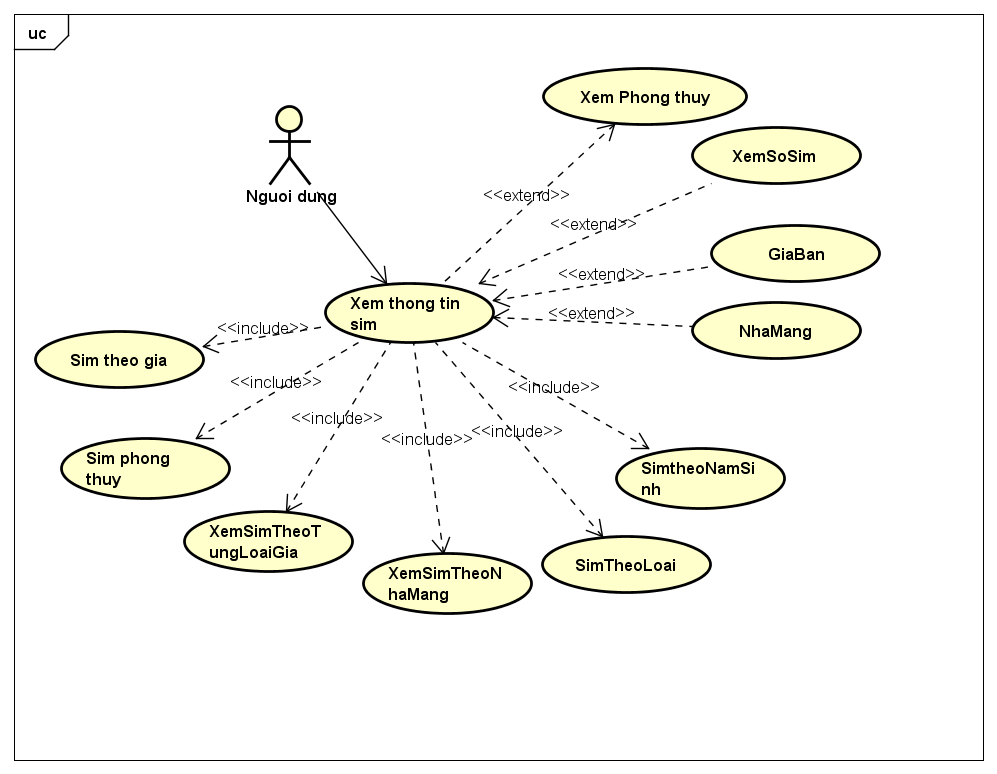 uc
Xem Phong thuy
Nguoi dung
XemSoSim
<<extend>>
<<extend>>
GiaBan
<<extend>>
Xem thong tin
sim
<<extend>>
NhaMang
<<include>>
Sim theo gia
<<include>>
<<include>>
<<include>>
<<include>>
<<include>>
Sim phong
thuy
SimtheoNamSi
nh
XemSimTheoT
ungLoaiGia
XemSimTheoN
haMang
SimTheoLoai